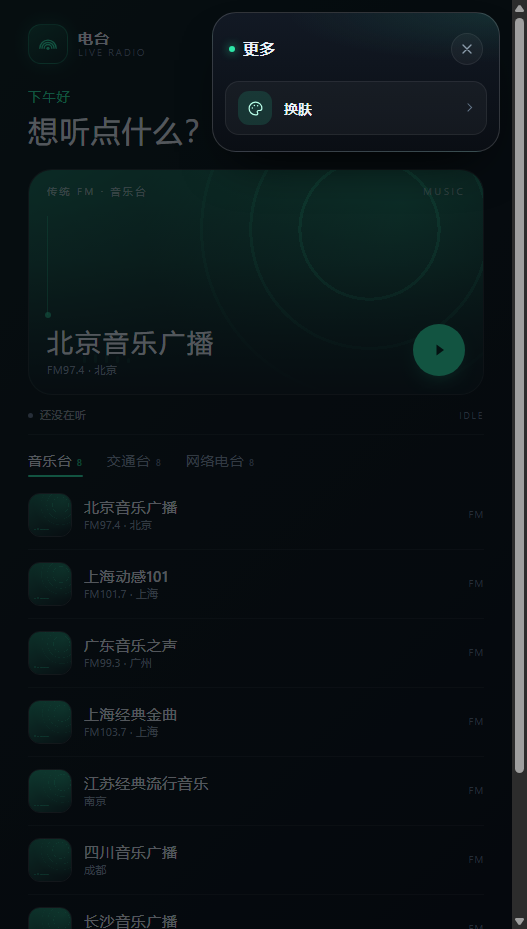 电台
LIVE RADIO
更多
换肤
下午好
想听点什么？
传统 FM · 音乐台
MUSIC
北京音乐广播
FM97.4 · 北京
还没在听
IDLE
音乐台 8
交通台 8
网络电台 8
北京音乐广播
FM97.4 · 北京
FM
上海动感101
FM101.7 · 上海
FM
广东音乐之声
FM99.3 · 广州
FM
上海经典金曲
FM103.7 · 上海
FM
江苏经典流行音乐
南京
FM
四川音乐广播
成都
FM
长沙音乐广播
FM